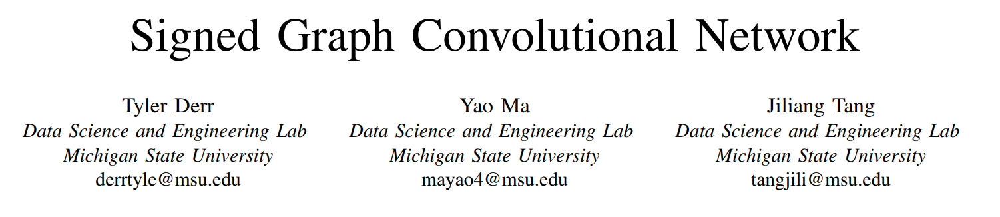 Signed Graph Convolutional Network
Tyler Derr
Data Science and Engineering Lab
Michigan State University
derrtyle@msu.edu
Yao Ma
Data Science and Engineering Lab
Michigan State University
mayao4@msu.edu
Jiliang Tang
Data Science and Engineering Lab
Michigan State University
tangjili@msu.edu